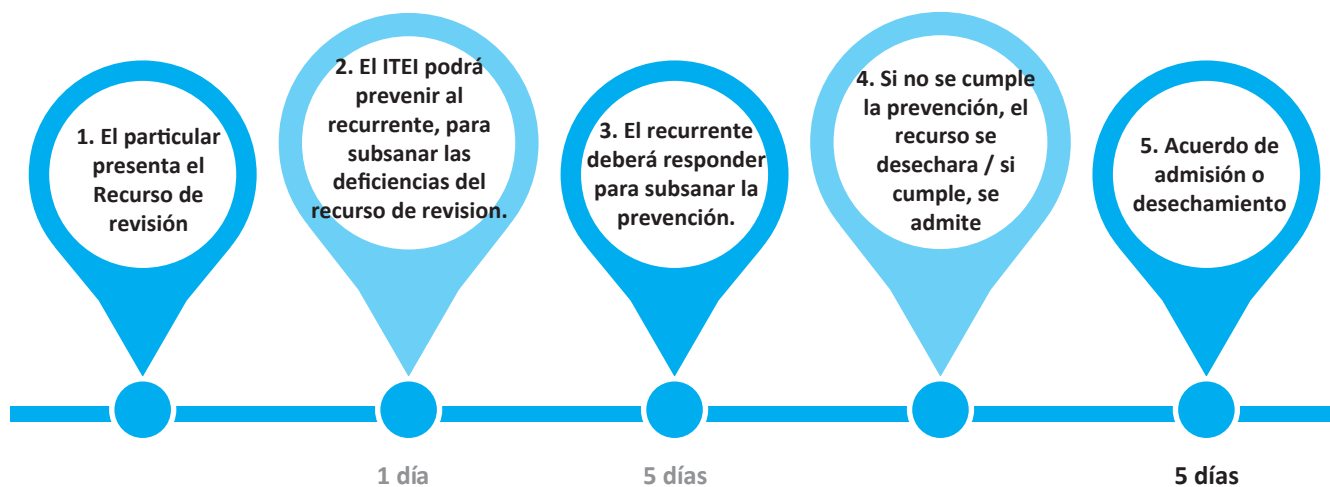 1. El particular
presenta el
Recurso de
revisión
2. El ITEI podrá
prevenir al
recurrente, para
subsanar las
deficiencias del
recurso de revision.
3. El recurrente
deberá responder
para subsanar la
prevención.
4. Si no se cumple
la prevención, el
recurso se
desechara / si
cumple, se
admite
5. Acuerdo de
admisión o
desechamiento
1 día
5 días
5 días